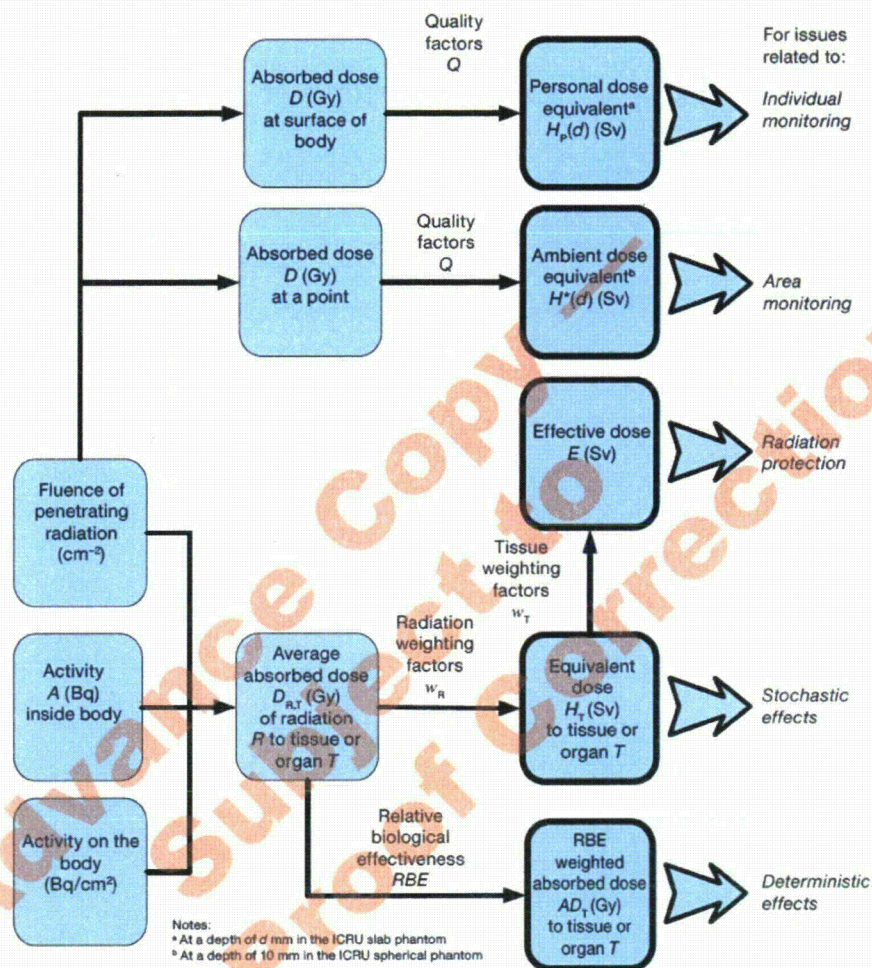 Quality
factors
Q
For issues
related to:
Absorbed dose
D (Gy)
at surface of
body
Personal dose
equivalentᵃ
Hₚ(d) (Sv)
Individual
monitoring
Quality
factors
Q
Absorbed dose
D (Gy)
at a point
Ambient dose
equivalentᵇ
H*(d) (Sv)
Area
monitoring
Effective dose
E (Sv)
Radiation
protection
Fluence of
penetrating
radiation
(cm⁻²)
Tissue
weighting
factors
w_T
Activity
A (Bq)
inside body
Average
absorbed dose
D_R,T (Gy)
of radiation
R to tissue or
organ T
Radiation
weighting
factors
w_R
Equivalent
dose
H_T (Sv)
to tissue or
organ T
Stochastic
effects
Activity on the
body
(Bq/cm²)
Relative
biological
effectiveness
RBE
RBE
weighted
absorbed dose
AD_T (Gy)
to tissue or
organ T
Deterministic
effects
Notes:
ᵃ At a depth of d mm in the ICRU slab phantom
ᵇ At a depth of 10 mm in the ICRU spherical phantom
Advance Copy –
Subject to
proof Correction